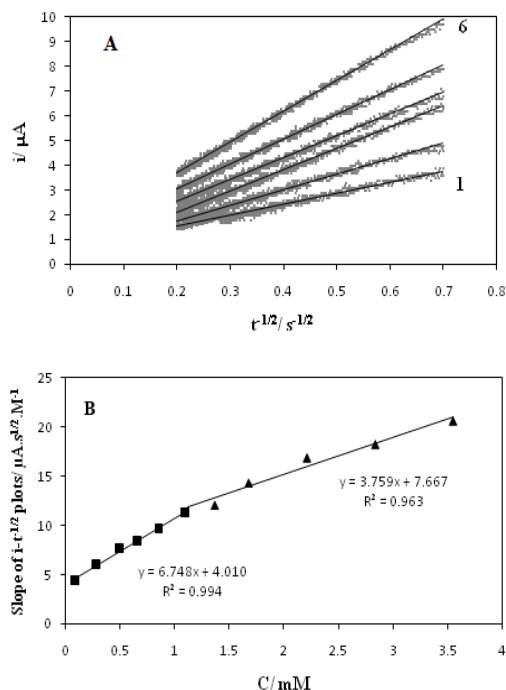 A
10
9
8
7
6
5
4
3
2
1
0
i/ µA
6
1
0 0.1 0.2 0.3 0.4 0.5 0.6 0.7 0.8
t-1/2/ s-1/2
B
25
20
15
10
5
0
Slope of i-t-1/2 plots/ µA.s1/2.M-1
y = 3.759x + 7.667
R² = 0.963
y = 6.748x + 4.010
R² = 0.994
0 0.5 1 1.5 2 2.5 3 3.5 4
C/ mM